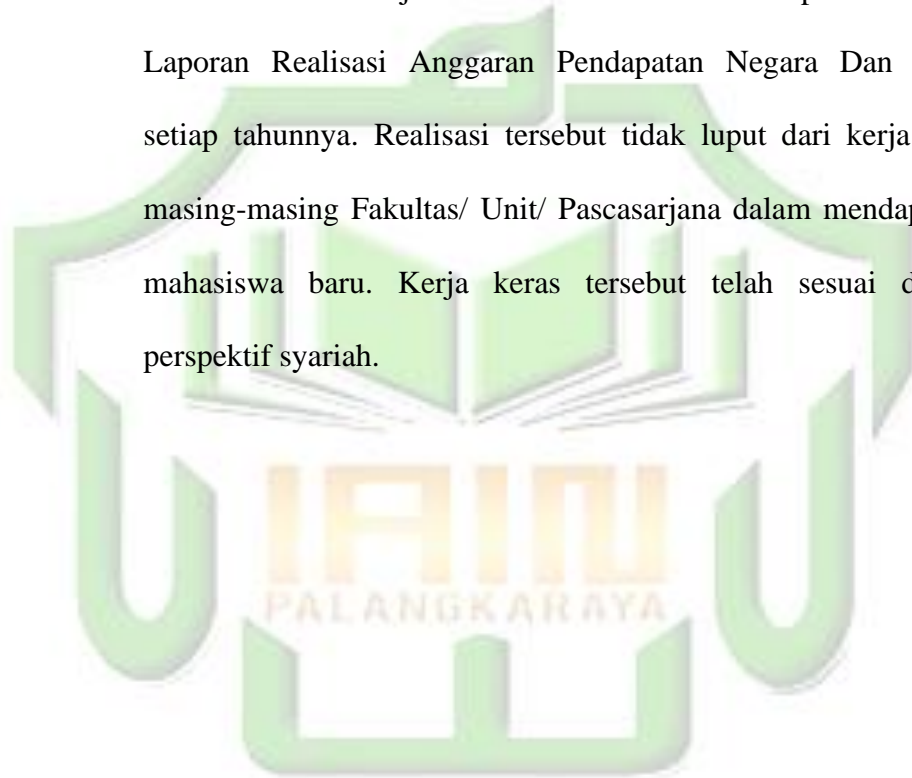 Laporan Realisasi Anggaran Pendapatan Negara Dan
setiap tahunnya. Realisasi tersebut tidak luput dari kerja
masing-masing Fakultas/ Unit/ Pascasarjana dalam
mahasiswa baru. Kerja keras tersebut telah sesuai
perspektif syariah.
IAIN
PALANGKARAYA